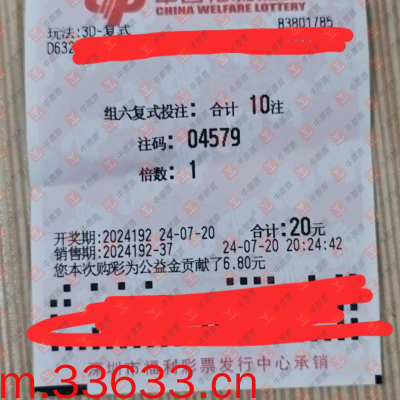 CHINA WELFARE LOTTERY
玩法:3D-复式
83801785
D632
组六复式投注: 合计 10注
注码: 04579
倍数: 1
开奖期:2024192 24-07-20 合计:20元
销售期:2024192-37 24-07-20 20:24:42
您本次购彩为公益金贡献了6.80元
深圳市福利彩票发行中心承销
m.33633.cn